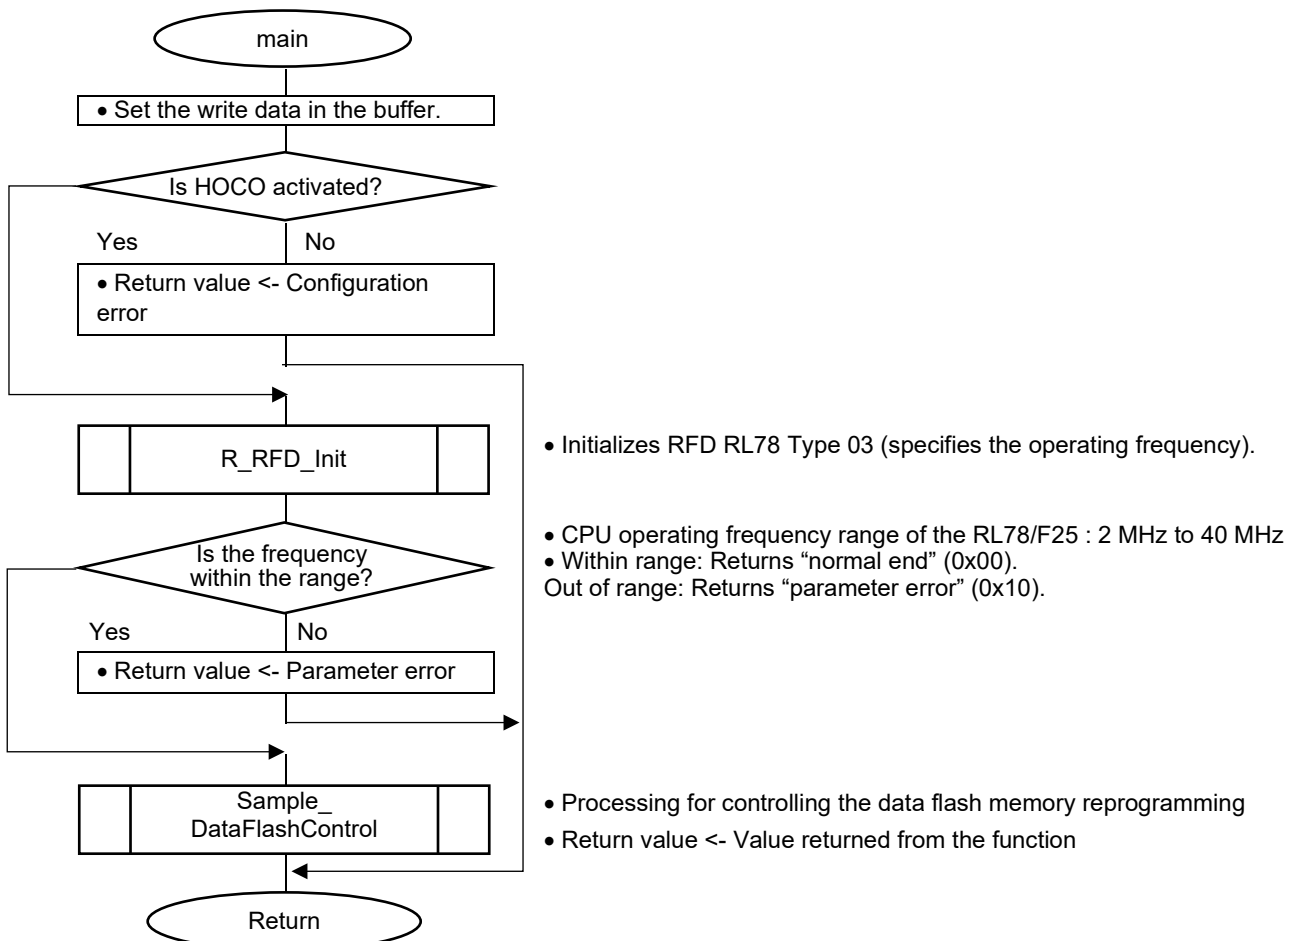 main
• Set the write data in the buffer.
Is HOCO activated?
Yes
No
• Return value <- Configuration
error
R_RFD_Init
• Initializes RFD RL78 Type 03 (specifies the operating frequency).
Is the frequency
within the range?
• CPU operating frequency range of the RL78/F25 : 2 MHz to 40 MHz
• Within range: Returns “normal end” (0x00).
Out of range: Returns “parameter error” (0x10).
Yes
No
• Return value <- Parameter error
Sample_
DataFlashControl
• Processing for controlling the data flash memory reprogramming
• Return value <- Value returned from the function
Return